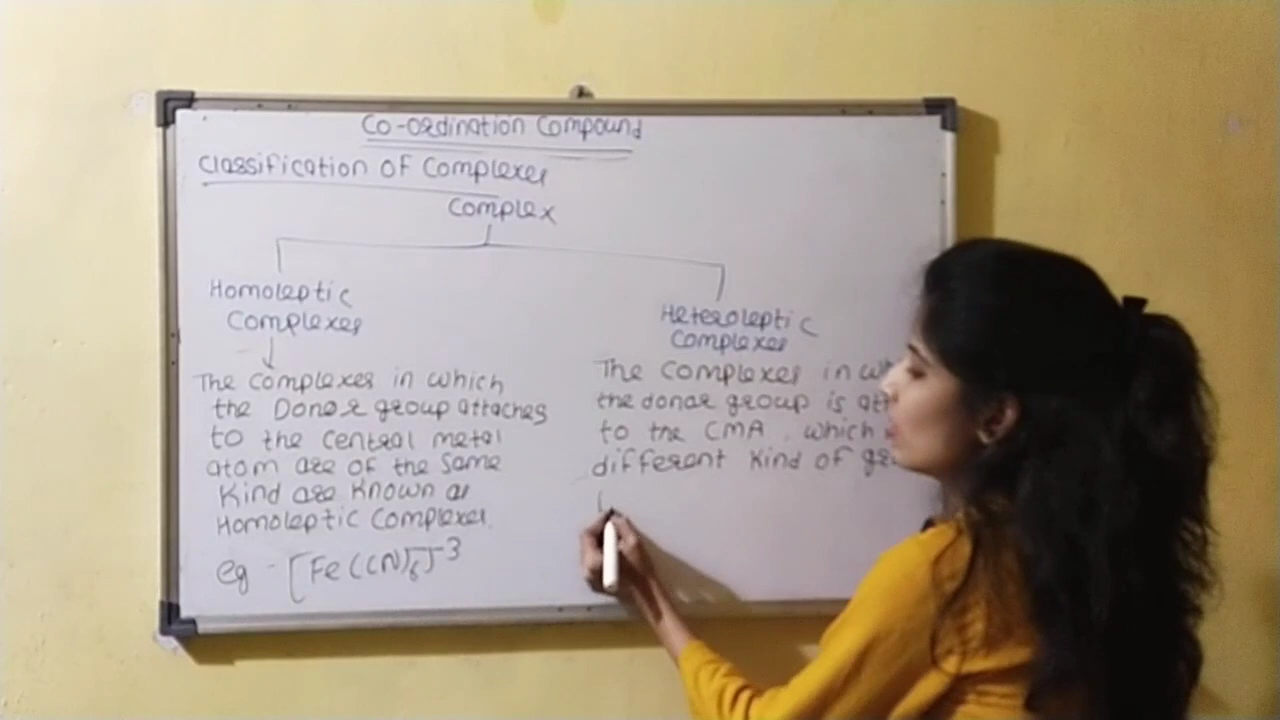 Co-ordination Compound
Classification of Complexes
Complex
Homoleptic
Complexes
The Complexes in which
the Donor group attaches
to the central metal
atom are of the same
kind are known as
Homoleptic Complexes.
eg - [Fe(CN)6]-3
Heteroleptic
Complexes
The Complexes in
the donar group is
to the CMA, which
different kind of